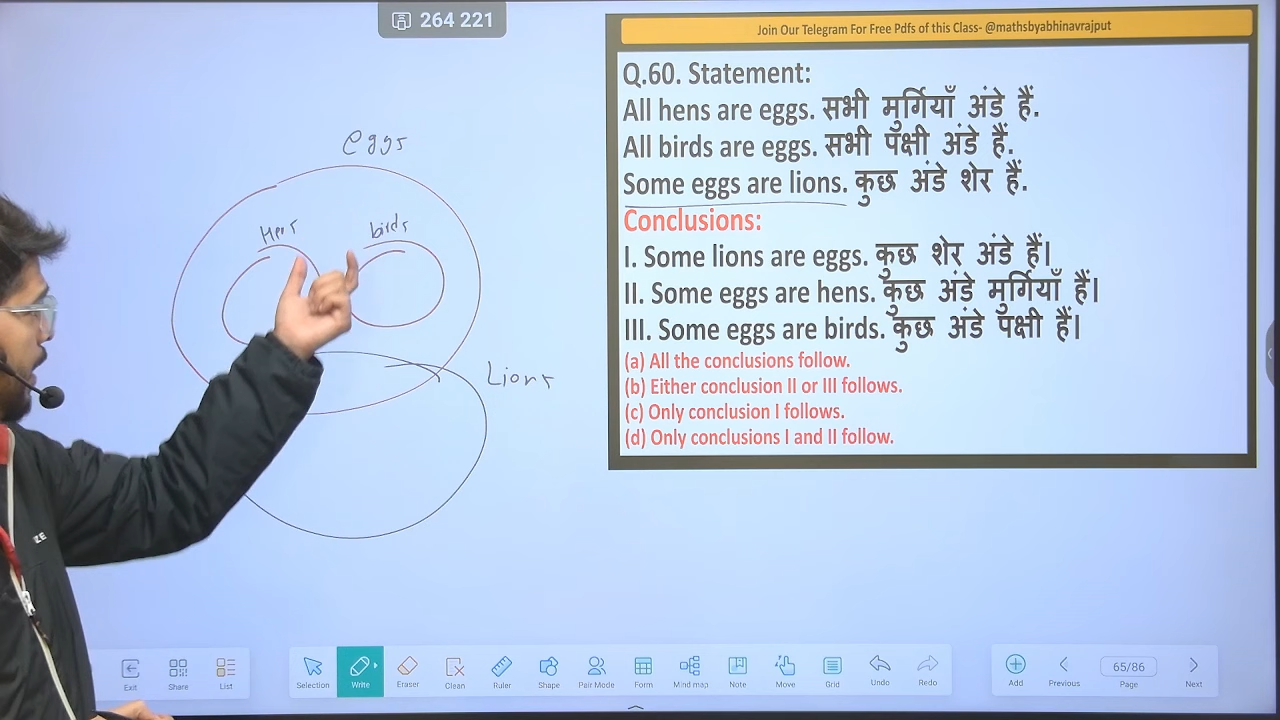 264 221
Join Our Telegram For Free Pdfs of this Class- @mathsbyabhinavrajput
Q.60. Statement:
All hens are eggs. सभी मुर्गियाँ अंडे हैं.
All birds are eggs. सभी पक्षी अंडे हैं.
Some eggs are lions. कुछ अंडे शेर हैं.
Conclusions:
I. Some lions are eggs. कुछ शेर अंडे हैं।
II. Some eggs are hens. कुछ अंडे मुर्गियाँ हैं।
III. Some eggs are birds. कुछ अंडे पक्षी हैं।
(a) All the conclusions follow.
(b) Either conclusion II or III follows.
(c) Only conclusion I follows.
(d) Only conclusions I and II follow.
eggs
Hens
birds
Lions
Exit
Share
List
Selection
Write
Eraser
Clean
Ruler
Shape
Pair Mode
Form
Mind map
Note
Move
Grid
Undo
Redo
Add
Previous
65/86
Page
Next